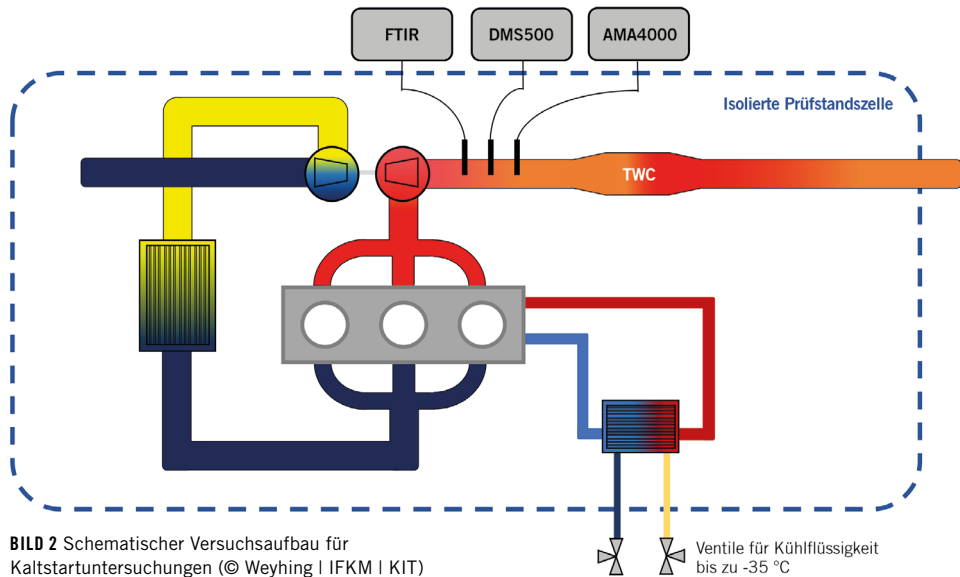 FTIR
DMS500
AMA4000
Isolierte Prüfstandszelle
TWC
BILD 2 Schematischer Versuchsaufbau für
Kaltstartuntersuchungen (© Weyhing | IFKM | KIT)
Ventile für Kühlflüssigkeit
bis zu -35 °C